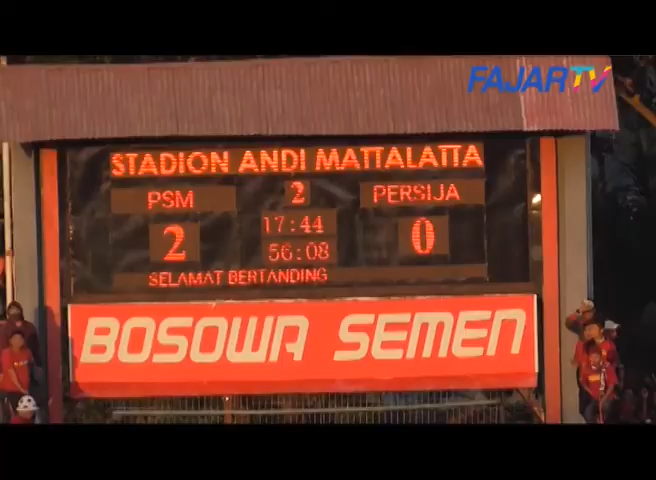 FAJAR TV
STADION ANDI MATTALATTA
PSM 2 PERSIJA
2 17:44 0
56:08
SELAMAT BERTANDING
BOSOWA SEMEN